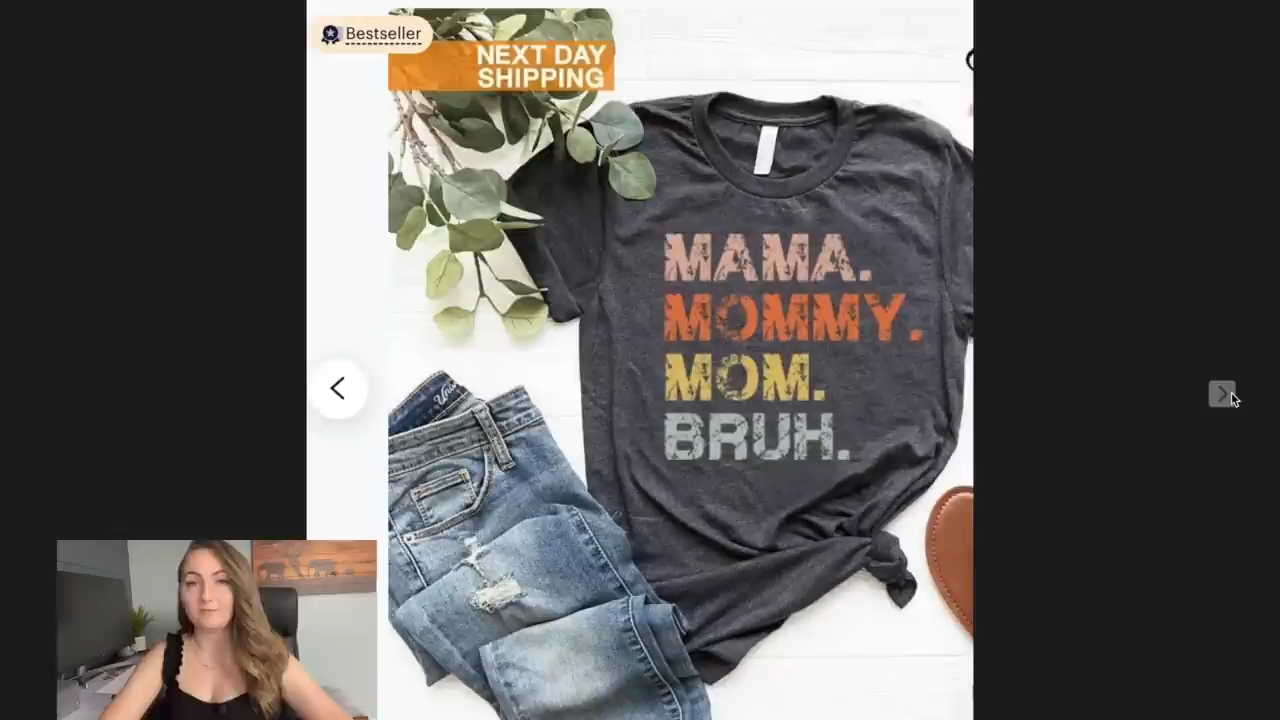 Bestseller
NEXT DAY
SHIPPING
MAMA.
MOMMY.
MOM.
BRUH.